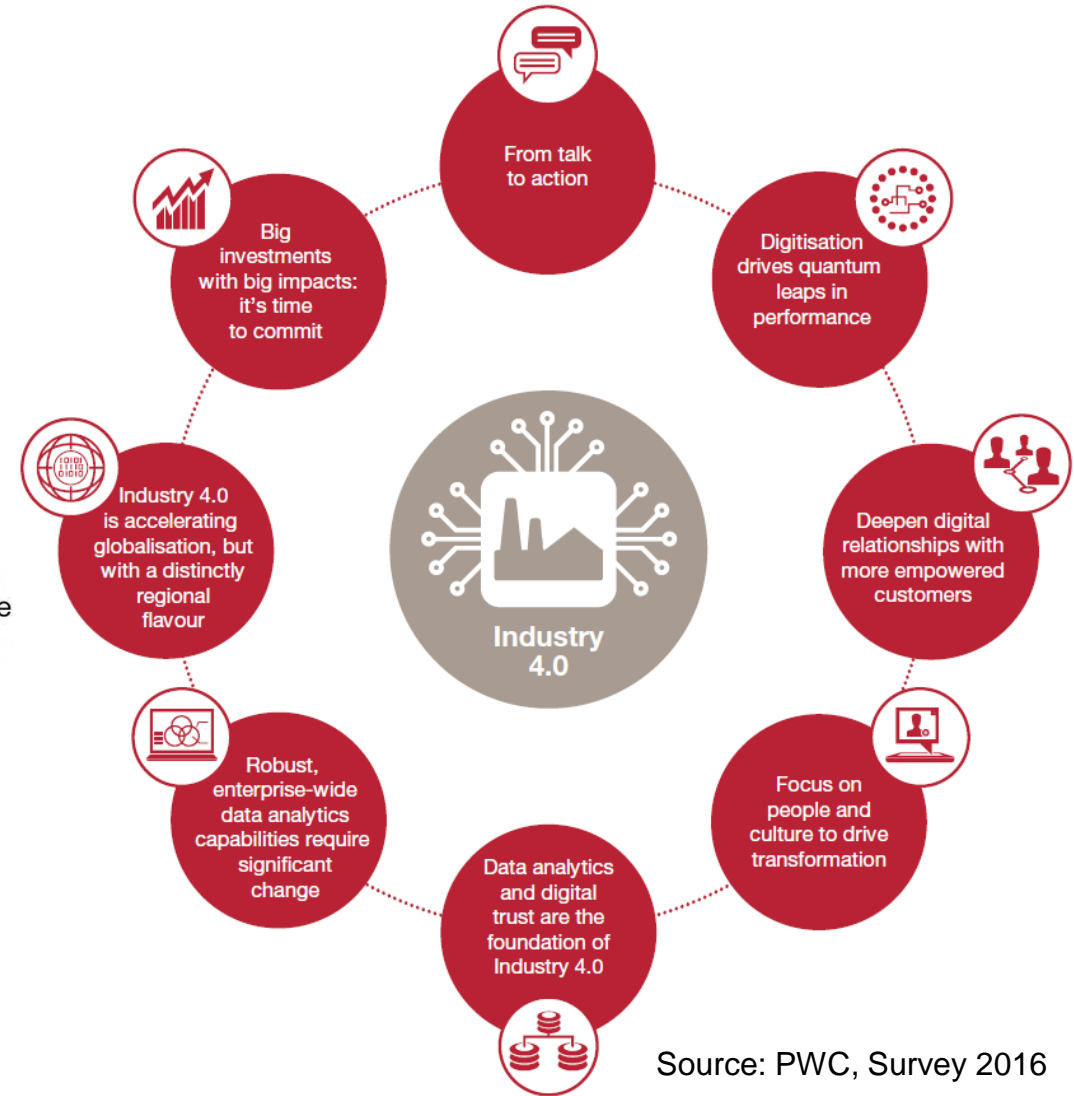 From talk
to action
Digitisation
drives quantum
leaps in
performance
Deepen digital
relationships with
more empowered
customers
Focus on
people and
culture to drive
transformation
Data analytics
and digital
trust are the
foundation of
Industry 4.0
Robust,
enterprise-wide
data analytics
capabilities require
significant
change
Industry 4.0
is accelerating
globalisation, but
with a distinctly
regional
flavour
Big
investments
with big impacts:
it's time
to commit
Industry
4.0
10101
11110
01010
e
Source: PWC, Survey 2016